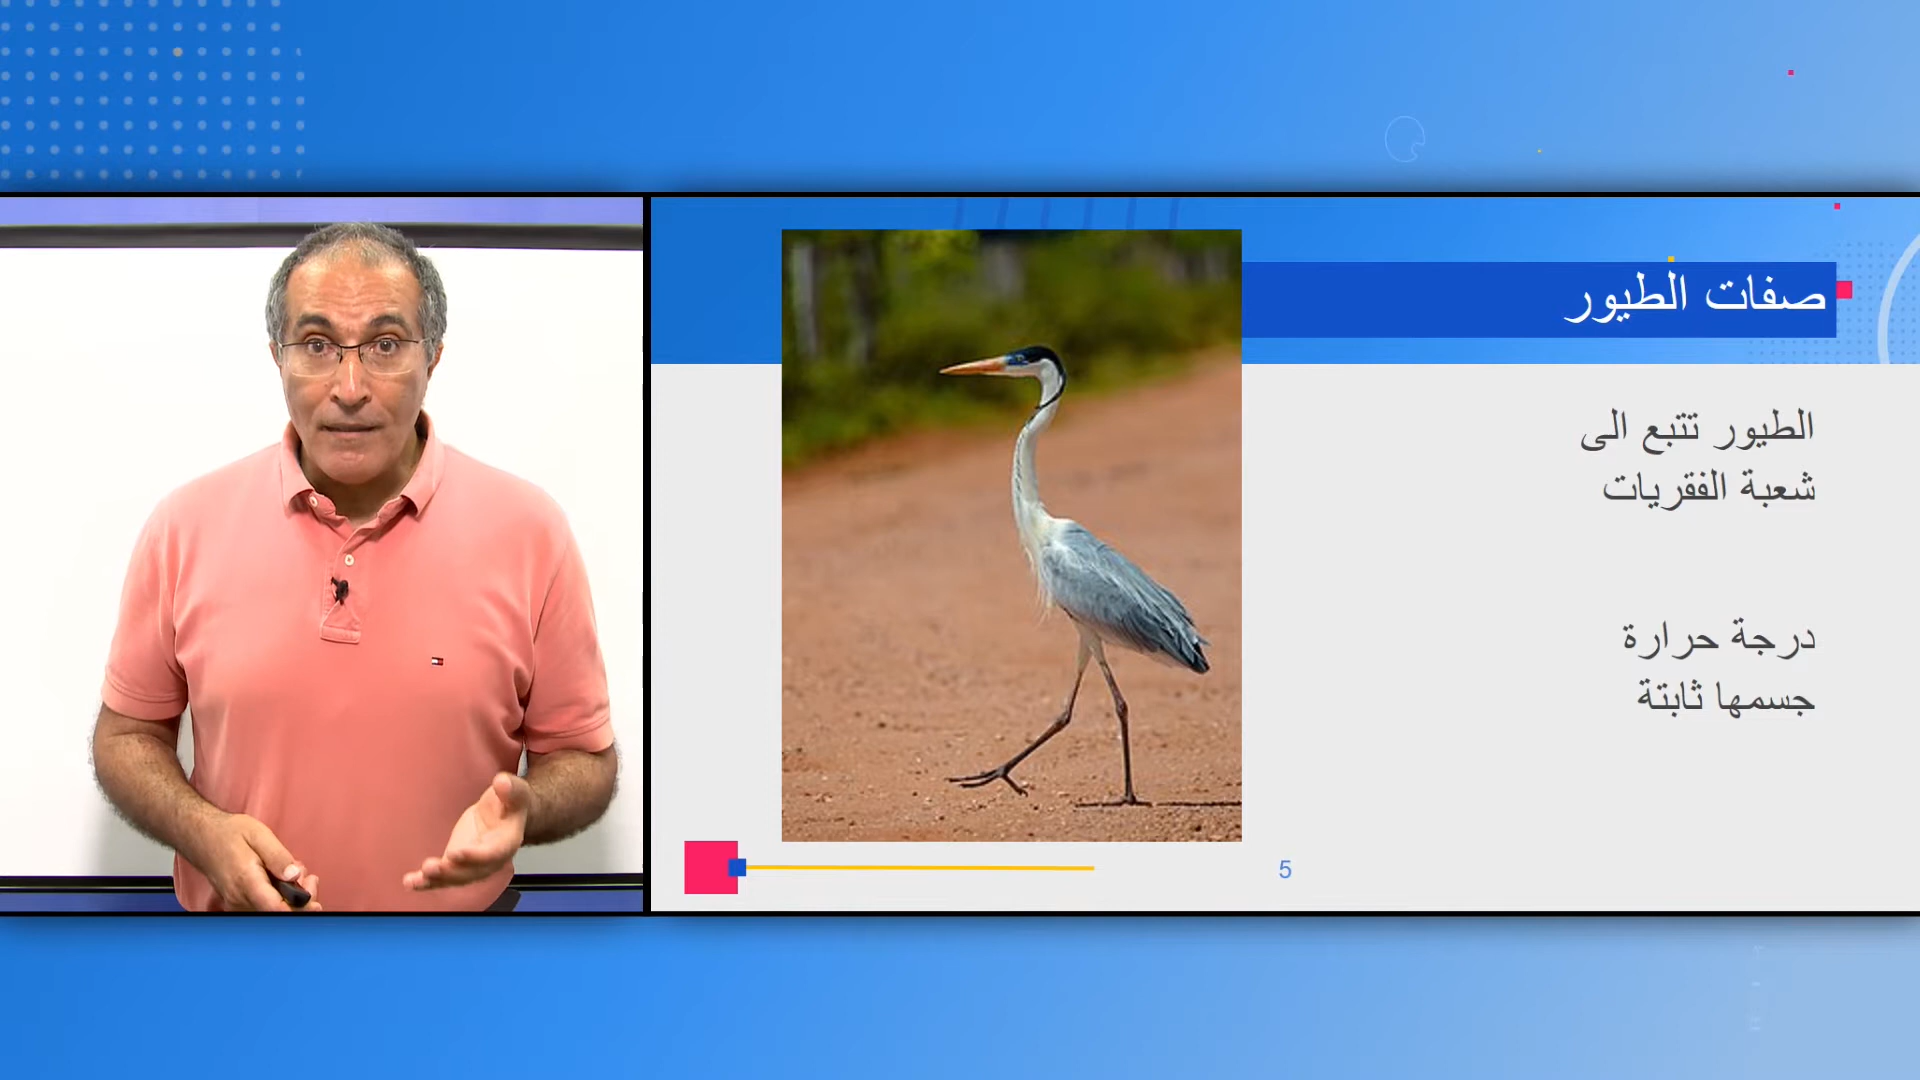 صفات الطيور
الطيور تتبع الى
شعبة الفقريات
درجة حرارة
جسمها ثابتة
5